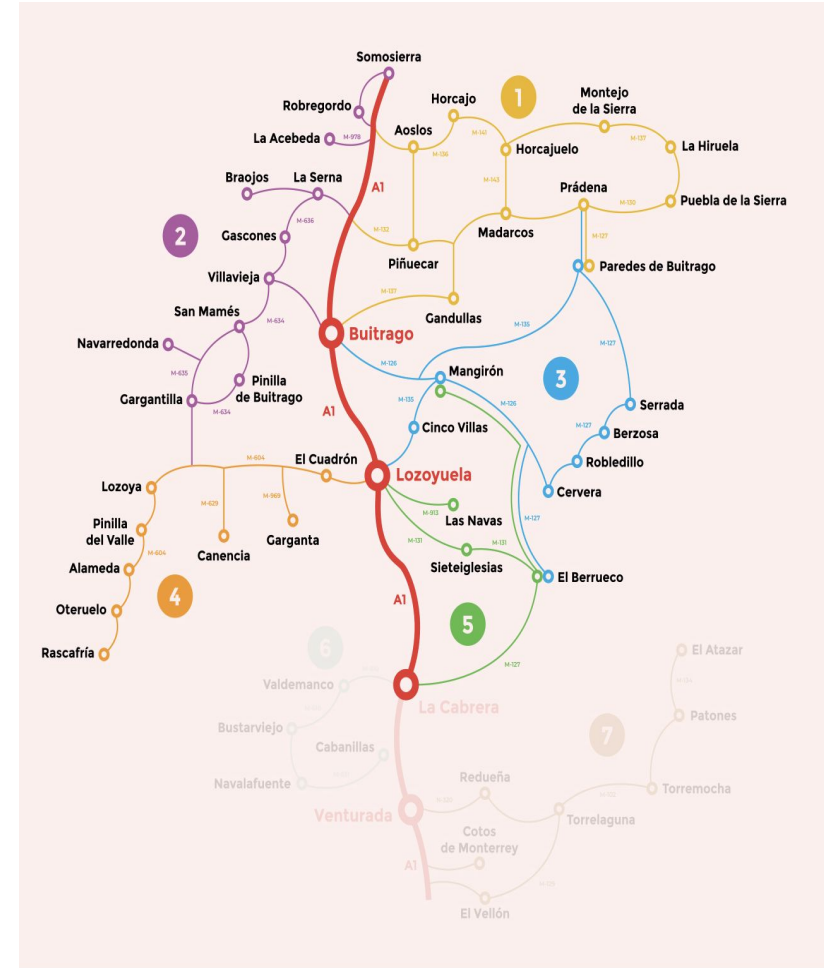 Somosierra
1
Montejo
de la Sierra
Robregordo
Horcajo
Aoslos
M-141
La Acebeda
M-978
M-136
Horcajuelo
M-137
La Hiruela
Braojos
La Serna
A1
M-143
Prádena
M-130
Puebla de la Sierra
M-636
2
Gascones
M-132
Madarcos
M-127
Piñuecar
Paredes de Buitrago
Villavieja
M-137
San Mamés
M-634
Gandullas
Buitrago
M-135
Navarredonda
M-127
M-126
Mangirón
3
M-635
Pinilla
de Buitrago
Gargantilla
M-634
A1
M-135
M-126
Serrada
Cinco Villas
M-127
Berzosa
M-604
El Cuadrón
Robledillo
Lozoya
Lozoyuela
Cervera
M-629
M-969
M-913
Las Navas
Pinilla
del Valle
Canencia
Garganta
M-127
M-131
M-131
M-604
Sieteiglesias
Alameda
El Berrueco
4
A1
Oteruelo
5
Rascafría
6
El Atazar
M-127
Valdemanco
La Cabrera
Patones
Bustarviejo
7
Cabanillas
Navalafuente
Redueña
Torremocha
Venturada
Torrelaguna
Cotos
de Monterrey
A1
El Vellón